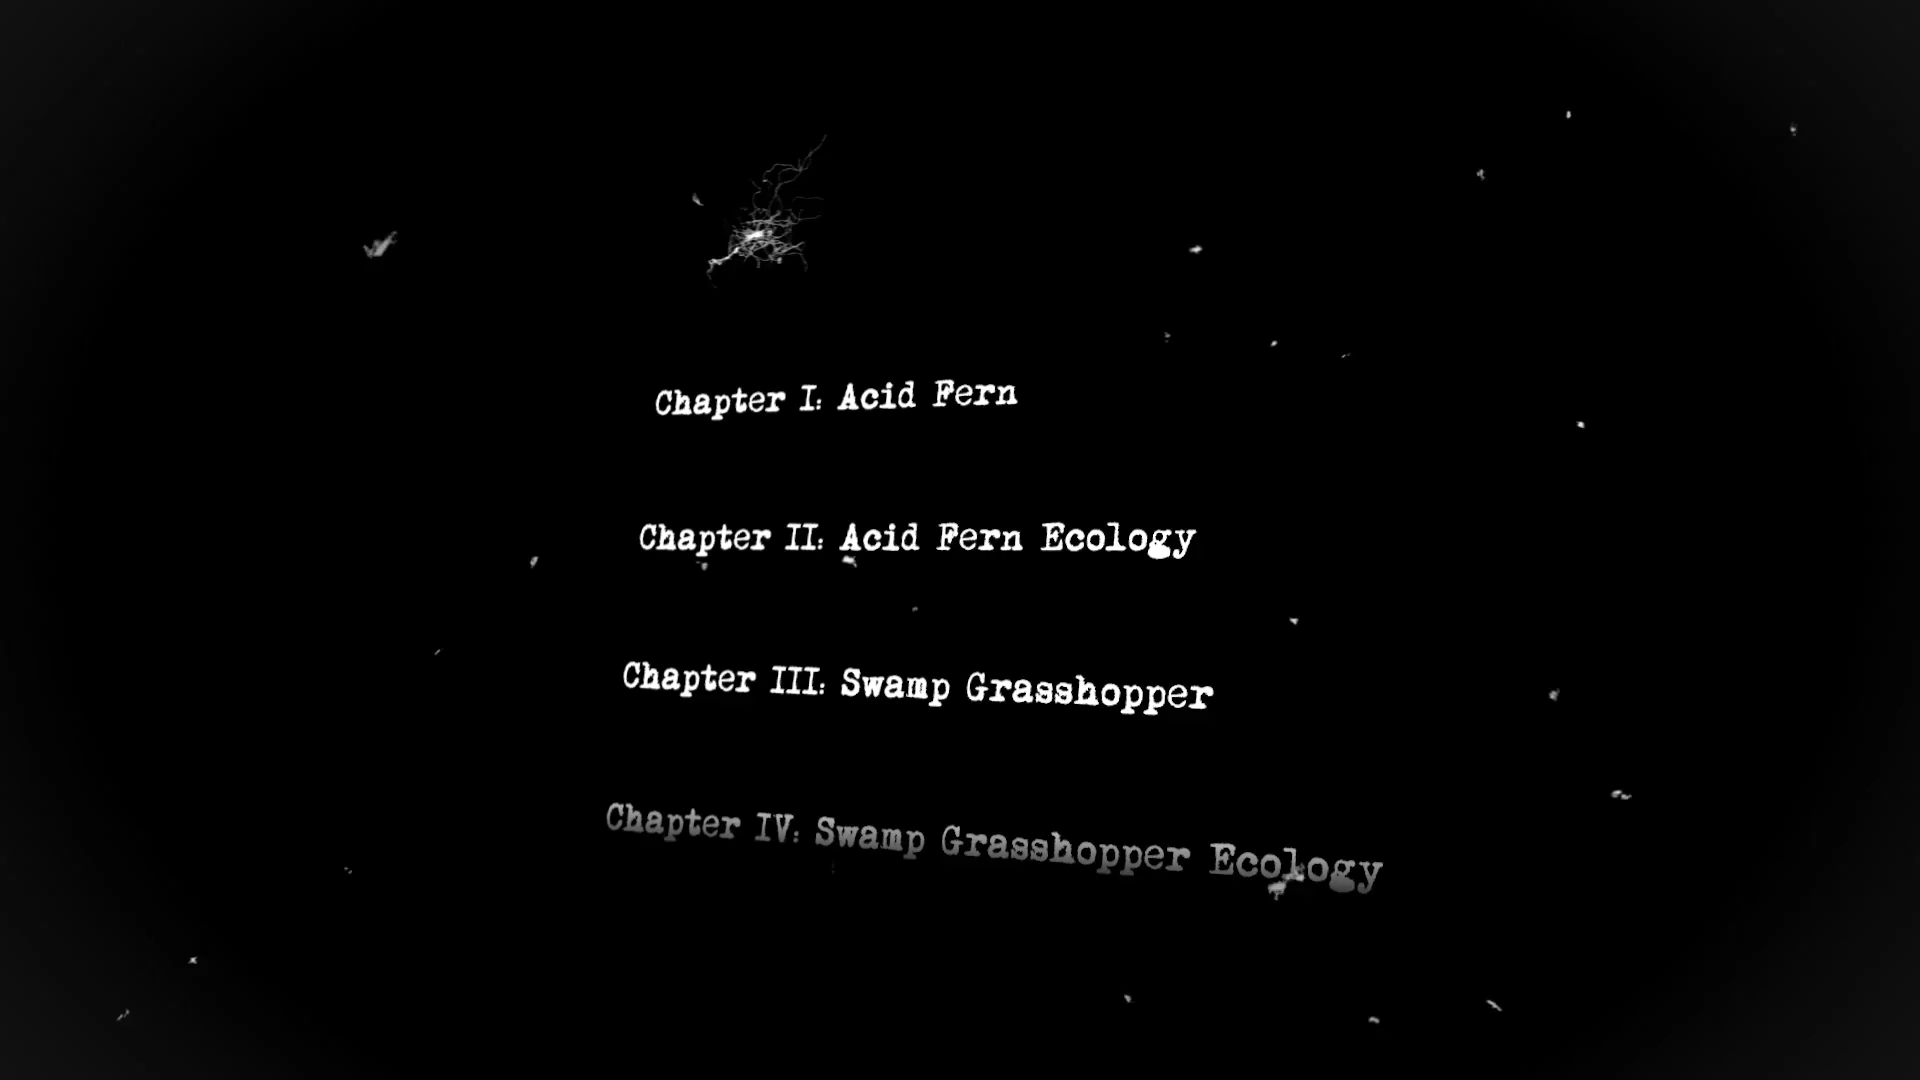 Chapter I: Acid Fern
Chapter II: Acid Fern Ecology
Chapter III: Swamp Grasshopper
Chapter IV: Swamp Grasshopper Ecology